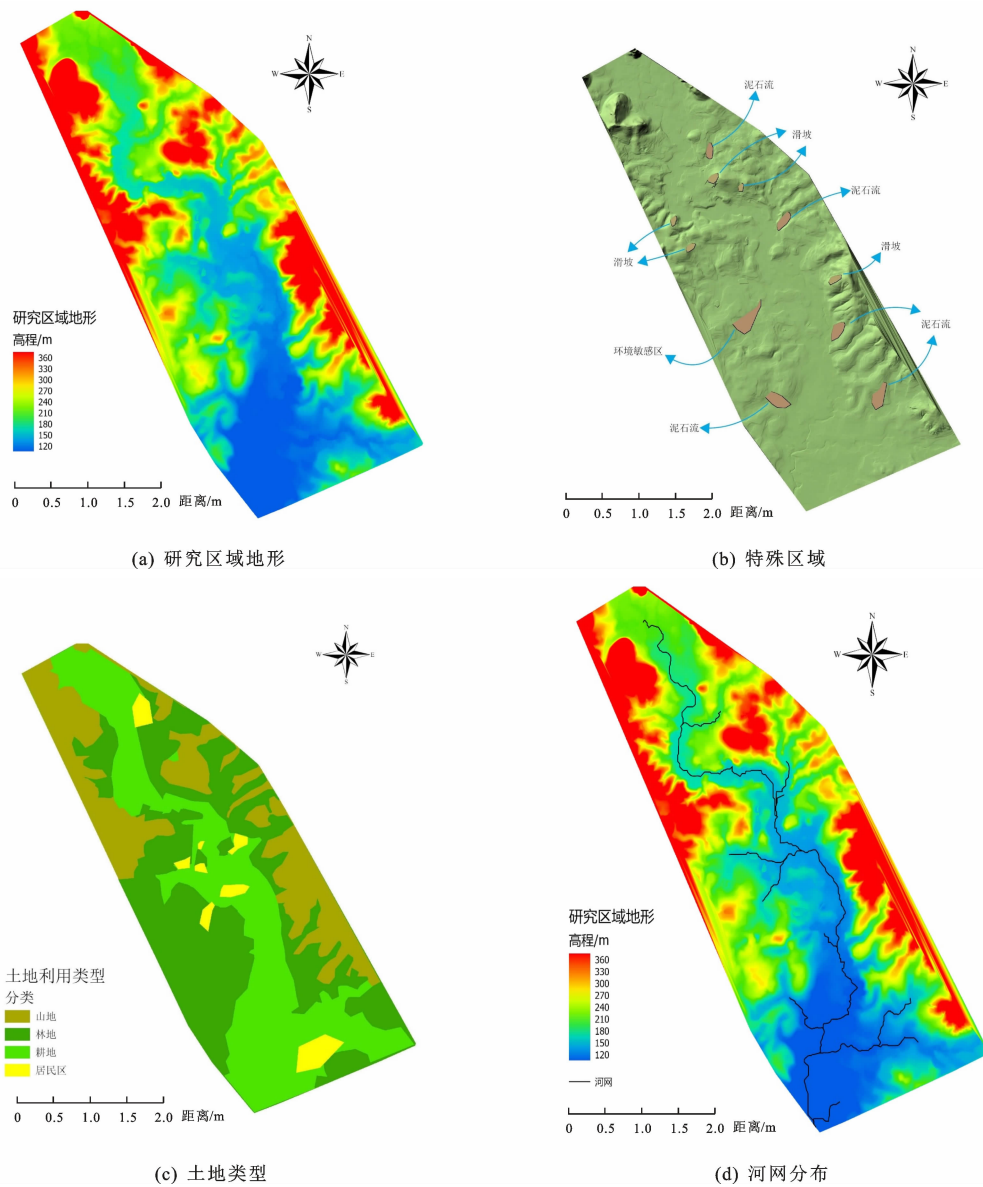 N
W
E
S
研究区域地形
高程/m
360
330
300
270
240
210
180
150
120
0 0.5 1.0 1.5 2.0 距离/m
(a) 研究区域地形
N
W
E
S
泥石流
滑坡
泥石流
滑坡
滑坡
泥石流
环境敏感区
泥石流
0 0.5 1.0 1.5 2.0 距离/m
(b) 特殊区域
N
W
E
S
土地利用类型
分类
山地
林地
耕地
居民区
0 0.5 1.0 1.5 2.0 距离/m
(c) 土地类型
N
W
E
S
研究区域地形
高程/m
360
330
300
270
240
210
180
150
120
河网
0 0.5 1.0 1.5 2.0 距离/m
(d) 河网分布